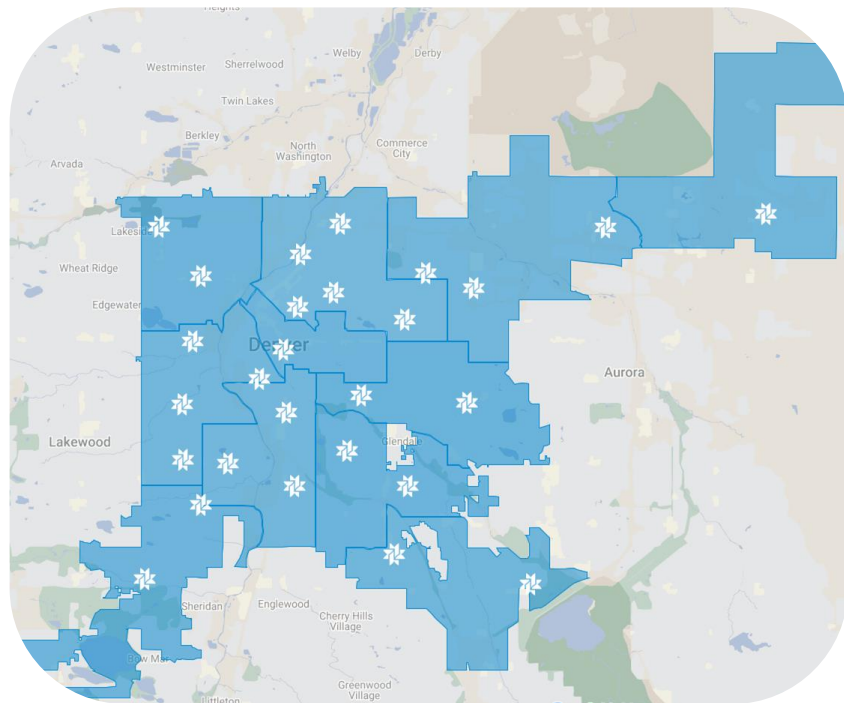 Heights
Welby
Derby
Westminster
Sherrelwood
Twin Lakes
Berkley
North
Washington
Commerce
City
Arvada
Lakeside
Wheat Ridge
Edgewater
Denver
Aurora
Lakewood
Glendale
Sheridan
Englewood
Cherry Hills
Village
Bow Mar
Greenwood
Village
Littleton